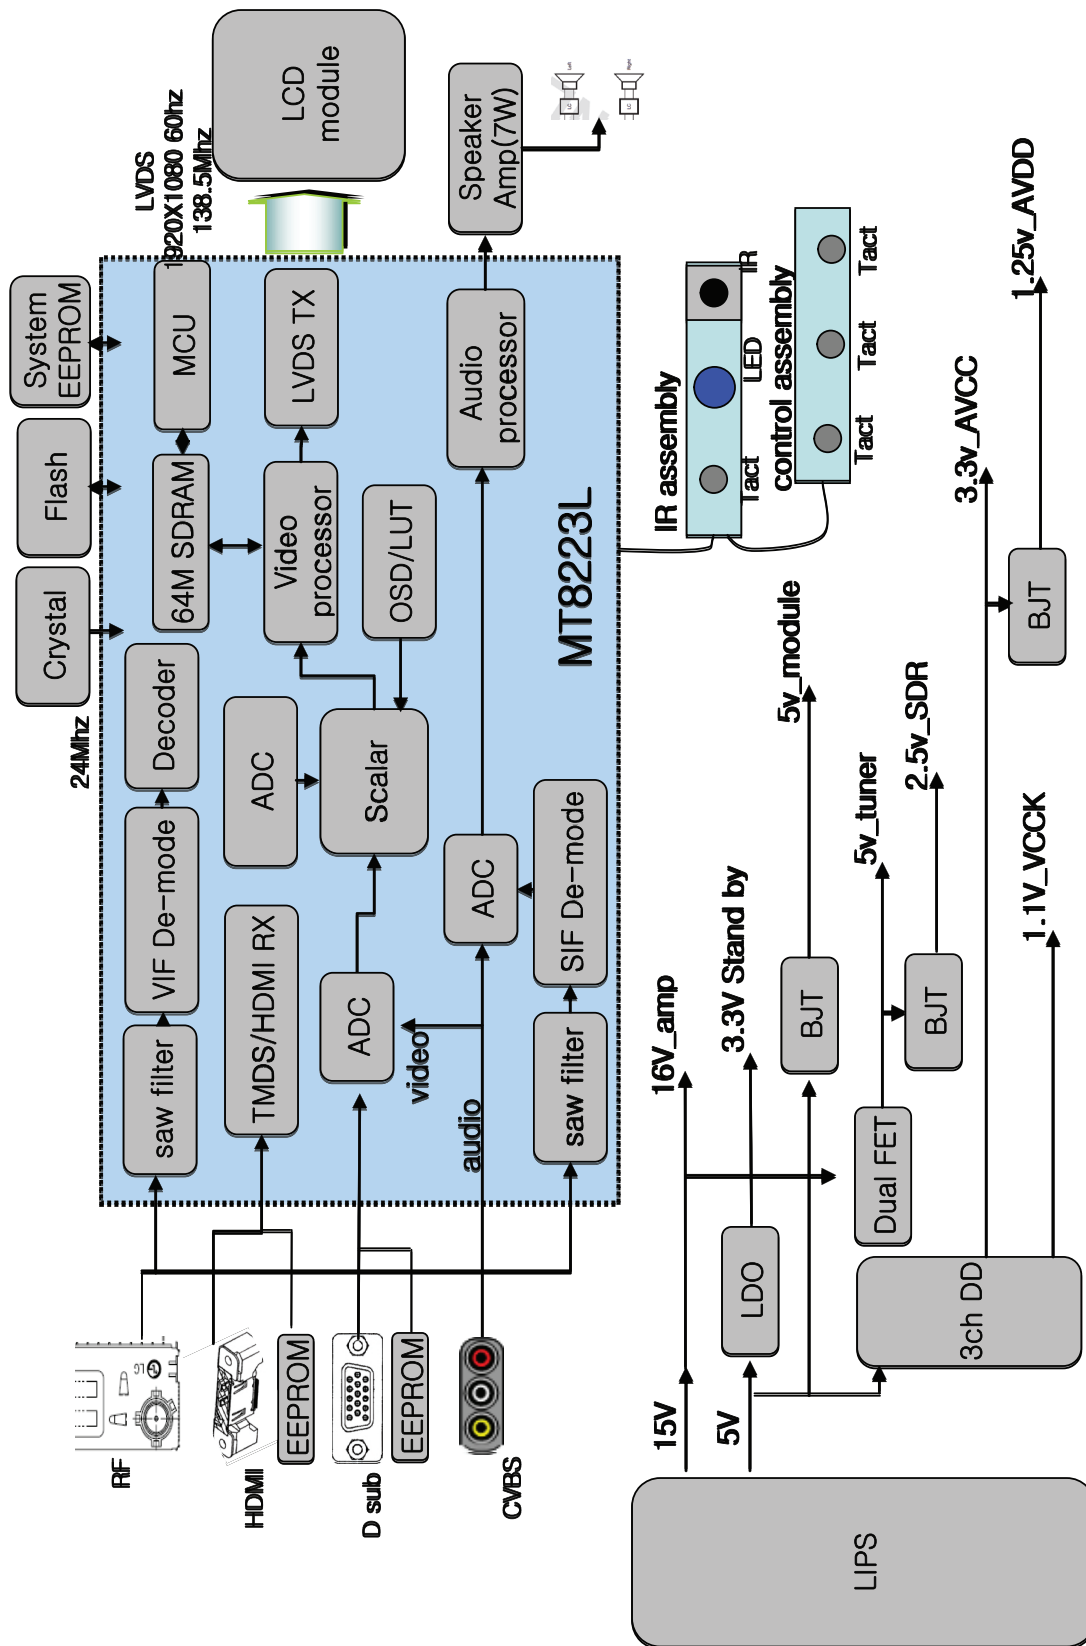 RF
HDMI
EEPROM
D sub
EEPROM
CVBS
24Mhz
Crystal
Flash
System
EEPROM
LVDS
1920X1080 60hz
138.5Mhz
LCD
module
saw filter
VIF De-mode
Decoder
64M SDRAM
MCU
TMDS/HDMI RX
ADC
Video
processor
LVDS TX
ADC
Scalar
OSD/LUT
video
audio
ADC
Audio
processor
Speaker
Amp(7W)
LC
Left
LC
Right
saw filter
SIF De-mode
MT8223L
IR assembly
Tact
LED
IR
control assembly
Tact
Tact
Tact
LIPS
15V
16V_amp
5V
LDO
3.3V Stand by
BJT
5v_module
Dual FET
5v_tuner
BJT
2.5v_SDR
3ch DD
3.3v_AVCC
BJT
1.25v_AVDD
1.1V_VCCK